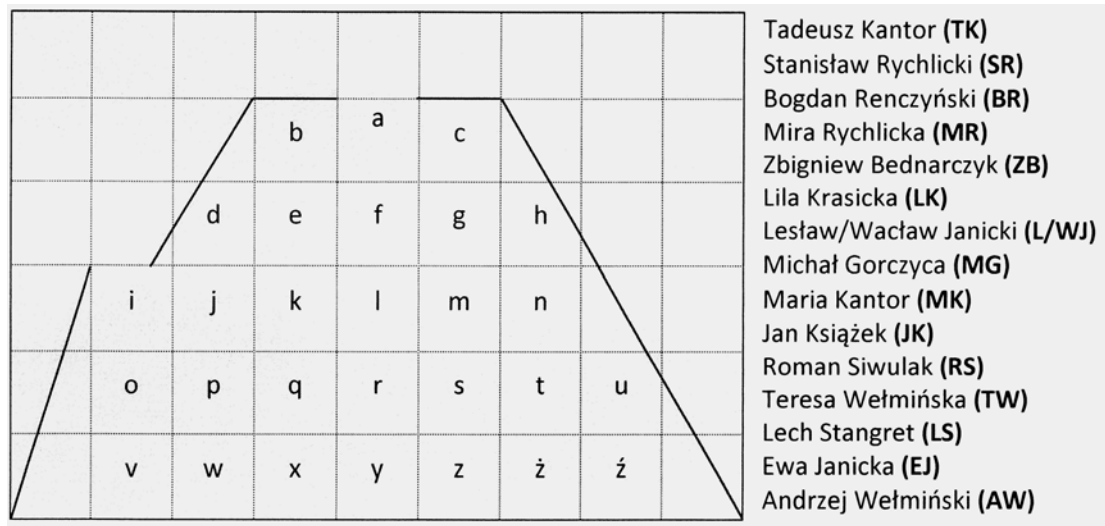 a
b c
d e f g h
i j k l m n
o p q r s t u
v w x y z ż ź
Tadeusz Kantor (TK)
Stanisław Rychlicki (SR)
Bogdan Renczyński (BR)
Mira Rychlicka (MR)
Zbigniew Bednarczyk (ZB)
Lila Krasicka (LK)
Lesław/Wacław Janicki (L/WJ)
Michał Gorczyca (MG)
Maria Kantor (MK)
Jan Książek (JK)
Roman Siwulak (RS)
Teresa Wełmińska (TW)
Lech Stangret (LS)
Ewa Janicka (EJ)
Andrzej Wełmiński (AW)